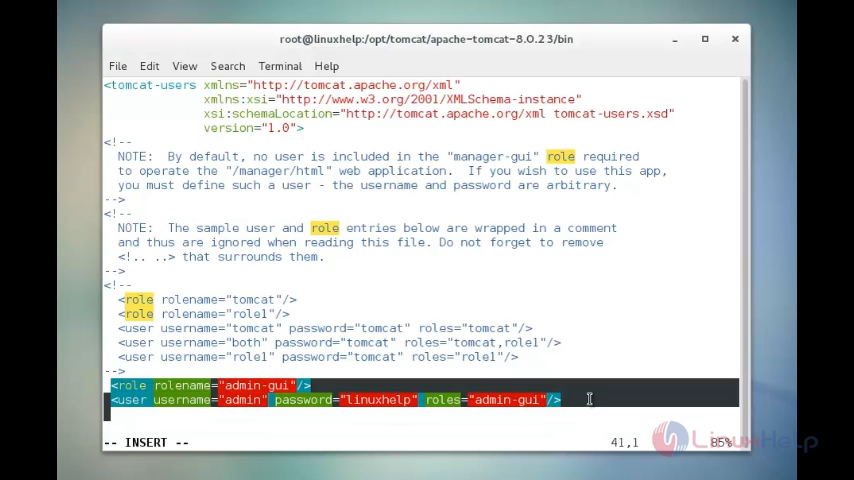 root@linuxhelp:/opt/tomcat/apache-tomcat-8.0.23/bin
File Edit View Search Terminal Help
<tomcat-users xmlns="http://tomcat.apache.org/xml"
xmlns:xsi="http://www.w3.org/2001/XMLSchema-instance"
xsi:schemaLocation="http://tomcat.apache.org/xml tomcat-users.xsd"
version="1.0">
<!--
NOTE: By default, no user is included in the "manager-gui" role required
to operate the "/manager/html" web application. If you wish to use this app,
you must define such a user - the username and password are arbitrary.
-->
<!--
NOTE: The sample user and role entries below are wrapped in a comment
and thus are ignored when reading this file. Do not forget to remove
<!.. ..> that surrounds them.
-->
<!--
<role rolename="tomcat"/>
<role rolename="role1"/>
<user username="tomcat" password="tomcat" roles="tomcat"/>
<user username="both" password="tomcat" roles="tomcat,role1"/>
<user username="role1" password="tomcat" roles="role1"/>
-->
<role rolename="admin-gui"/>
<user username="admin" password="linuxhelp" roles="admin-gui"/>
-- INSERT -- 41,1 85%
LinuxHelp